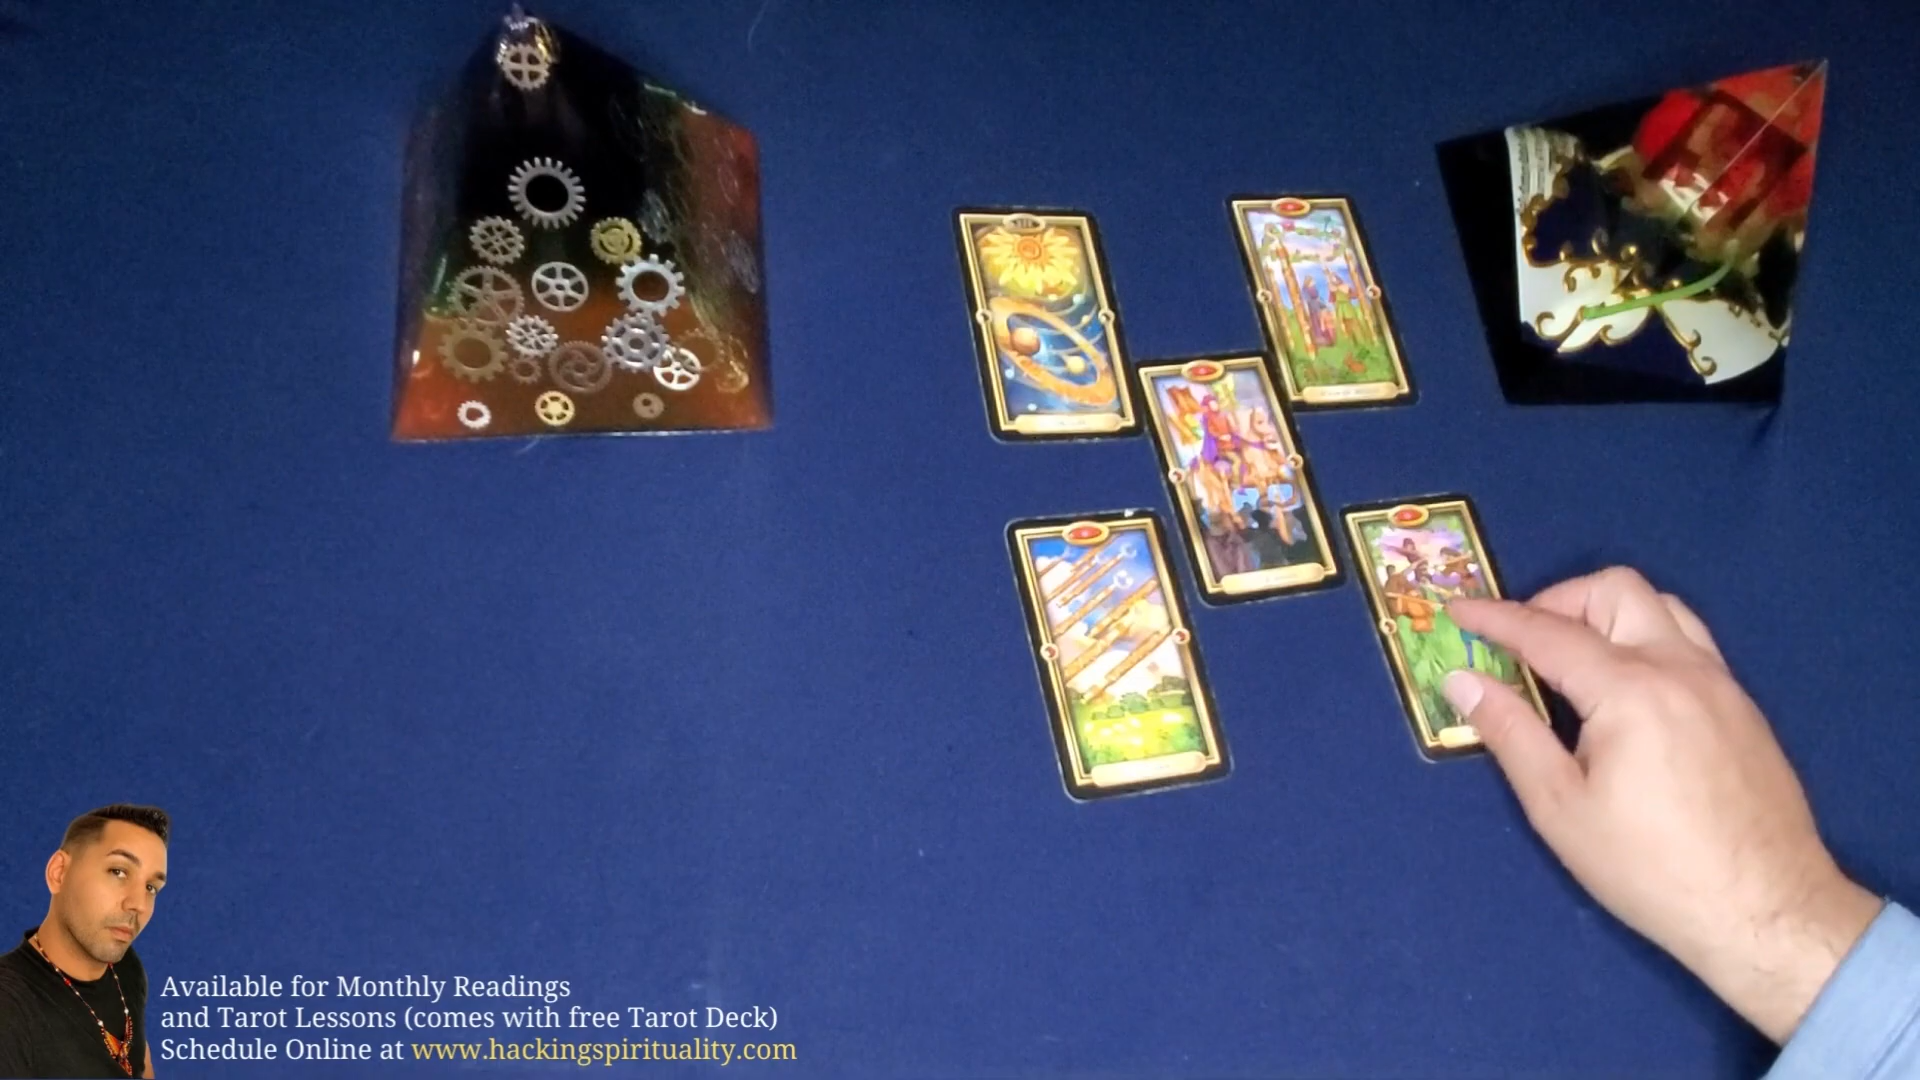 Available for Monthly Readings
and Tarot Lessons (comes with free Tarot Deck)
Schedule Online at www.hackingspirituality.com